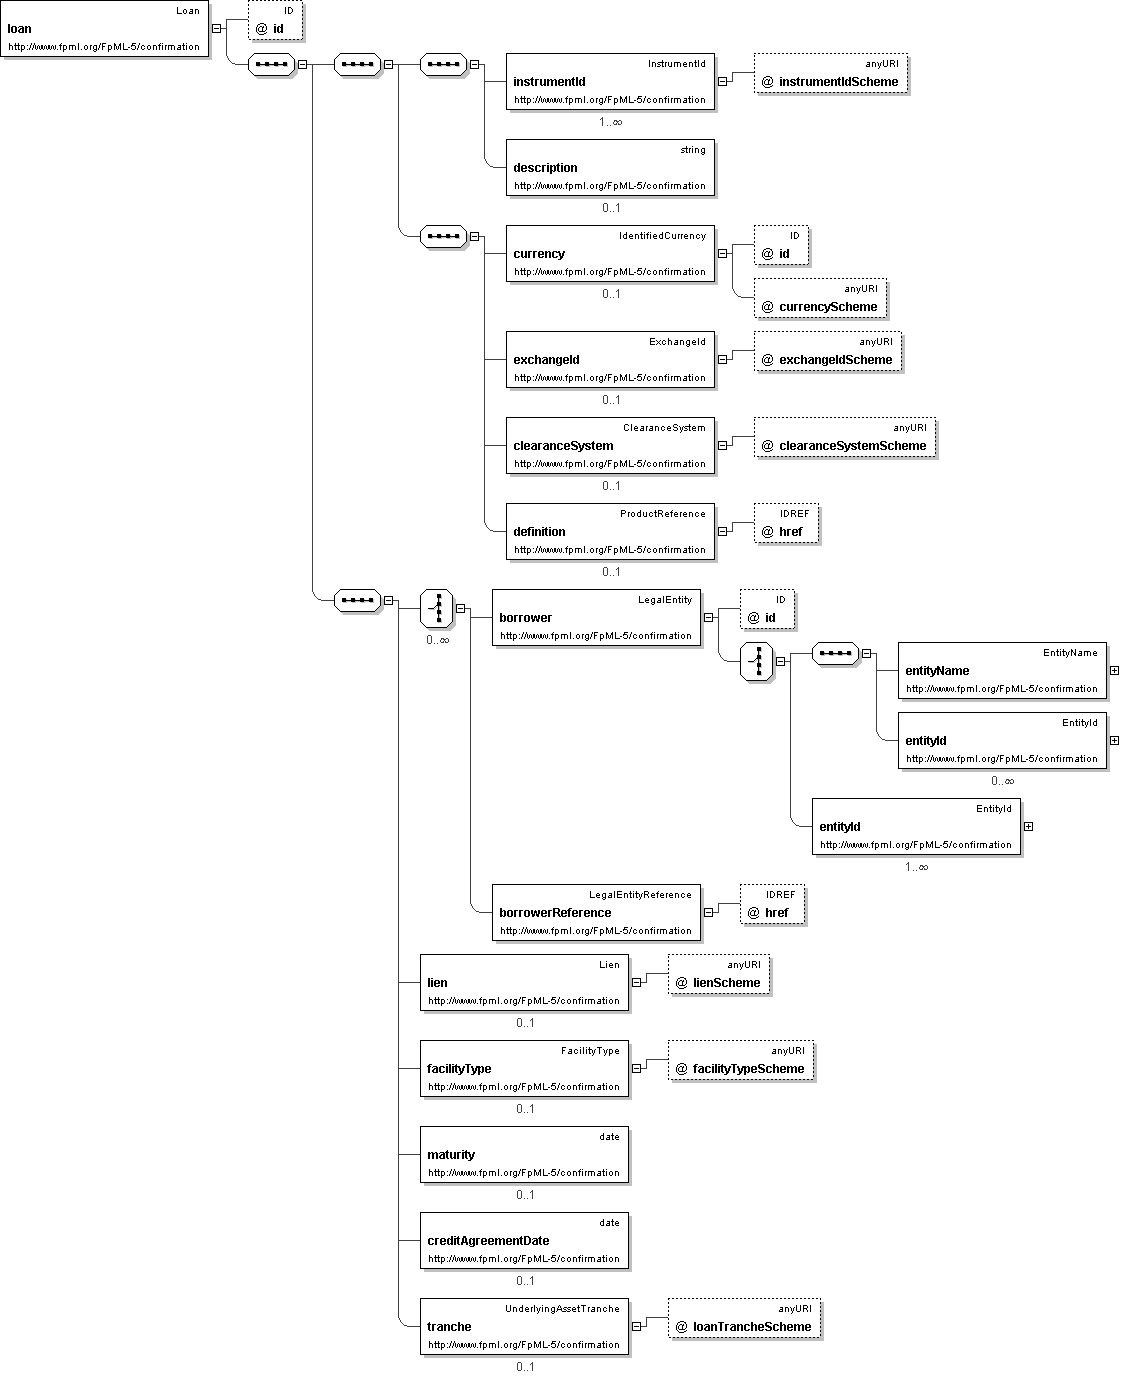 Loan
loan
http://www.fpml.org/FpML-5/confirmation
ID
@ id
InstrumentId
instrumentId
http://www.fpml.org/FpML-5/confirmation
1..∞
anyURI
@ instrumentIdScheme
string
description
http://www.fpml.org/FpML-5/confirmation
0..1
IdentifiedCurrency
currency
http://www.fpml.org/FpML-5/confirmation
0..1
ID
@ id
anyURI
@ currencyScheme
ExchangeId
exchangeId
http://www.fpml.org/FpML-5/confirmation
0..1
anyURI
@ exchangeIdScheme
ClearanceSystem
clearanceSystem
http://www.fpml.org/FpML-5/confirmation
0..1
anyURI
@ clearanceSystemScheme
ProductReference
definition
http://www.fpml.org/FpML-5/confirmation
0..1
IDREF
@ href
0..∞
LegalEntity
borrower
http://www.fpml.org/FpML-5/confirmation
ID
@ id
EntityName
entityName
http://www.fpml.org/FpML-5/confirmation
EntityId
entityId
http://www.fpml.org/FpML-5/confirmation
0..∞
EntityId
entityId
http://www.fpml.org/FpML-5/confirmation
1..∞
LegalEntityReference
borrowerReference
http://www.fpml.org/FpML-5/confirmation
IDREF
@ href
Lien
lien
http://www.fpml.org/FpML-5/confirmation
0..1
anyURI
@ lienScheme
FacilityType
facilityType
http://www.fpml.org/FpML-5/confirmation
0..1
anyURI
@ facilityTypeScheme
date
maturity
http://www.fpml.org/FpML-5/confirmation
0..1
date
creditAgreementDate
http://www.fpml.org/FpML-5/confirmation
0..1
UnderlyingAssetTranche
tranche
http://www.fpml.org/FpML-5/confirmation
0..1
anyURI
@ loanTrancheScheme